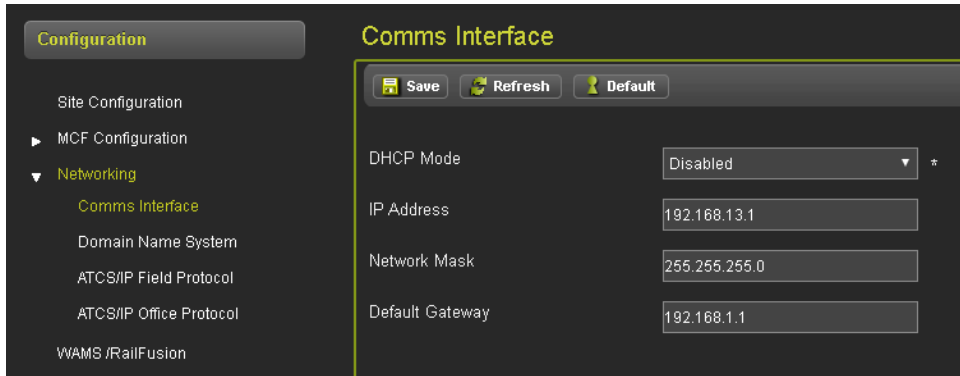 Configuration
Site Configuration
MCF Configuration
Networking
Comms Interface
Domain Name System
ATCS/IP Field Protocol
ATCS/IP Office Protocol
WAMS /RailFusion
Comms Interface
Save Refresh Default
DHCP Mode Disabled *
IP Address 192.168.13.1
Network Mask 255.255.255.0
Default Gateway 192.168.1.1